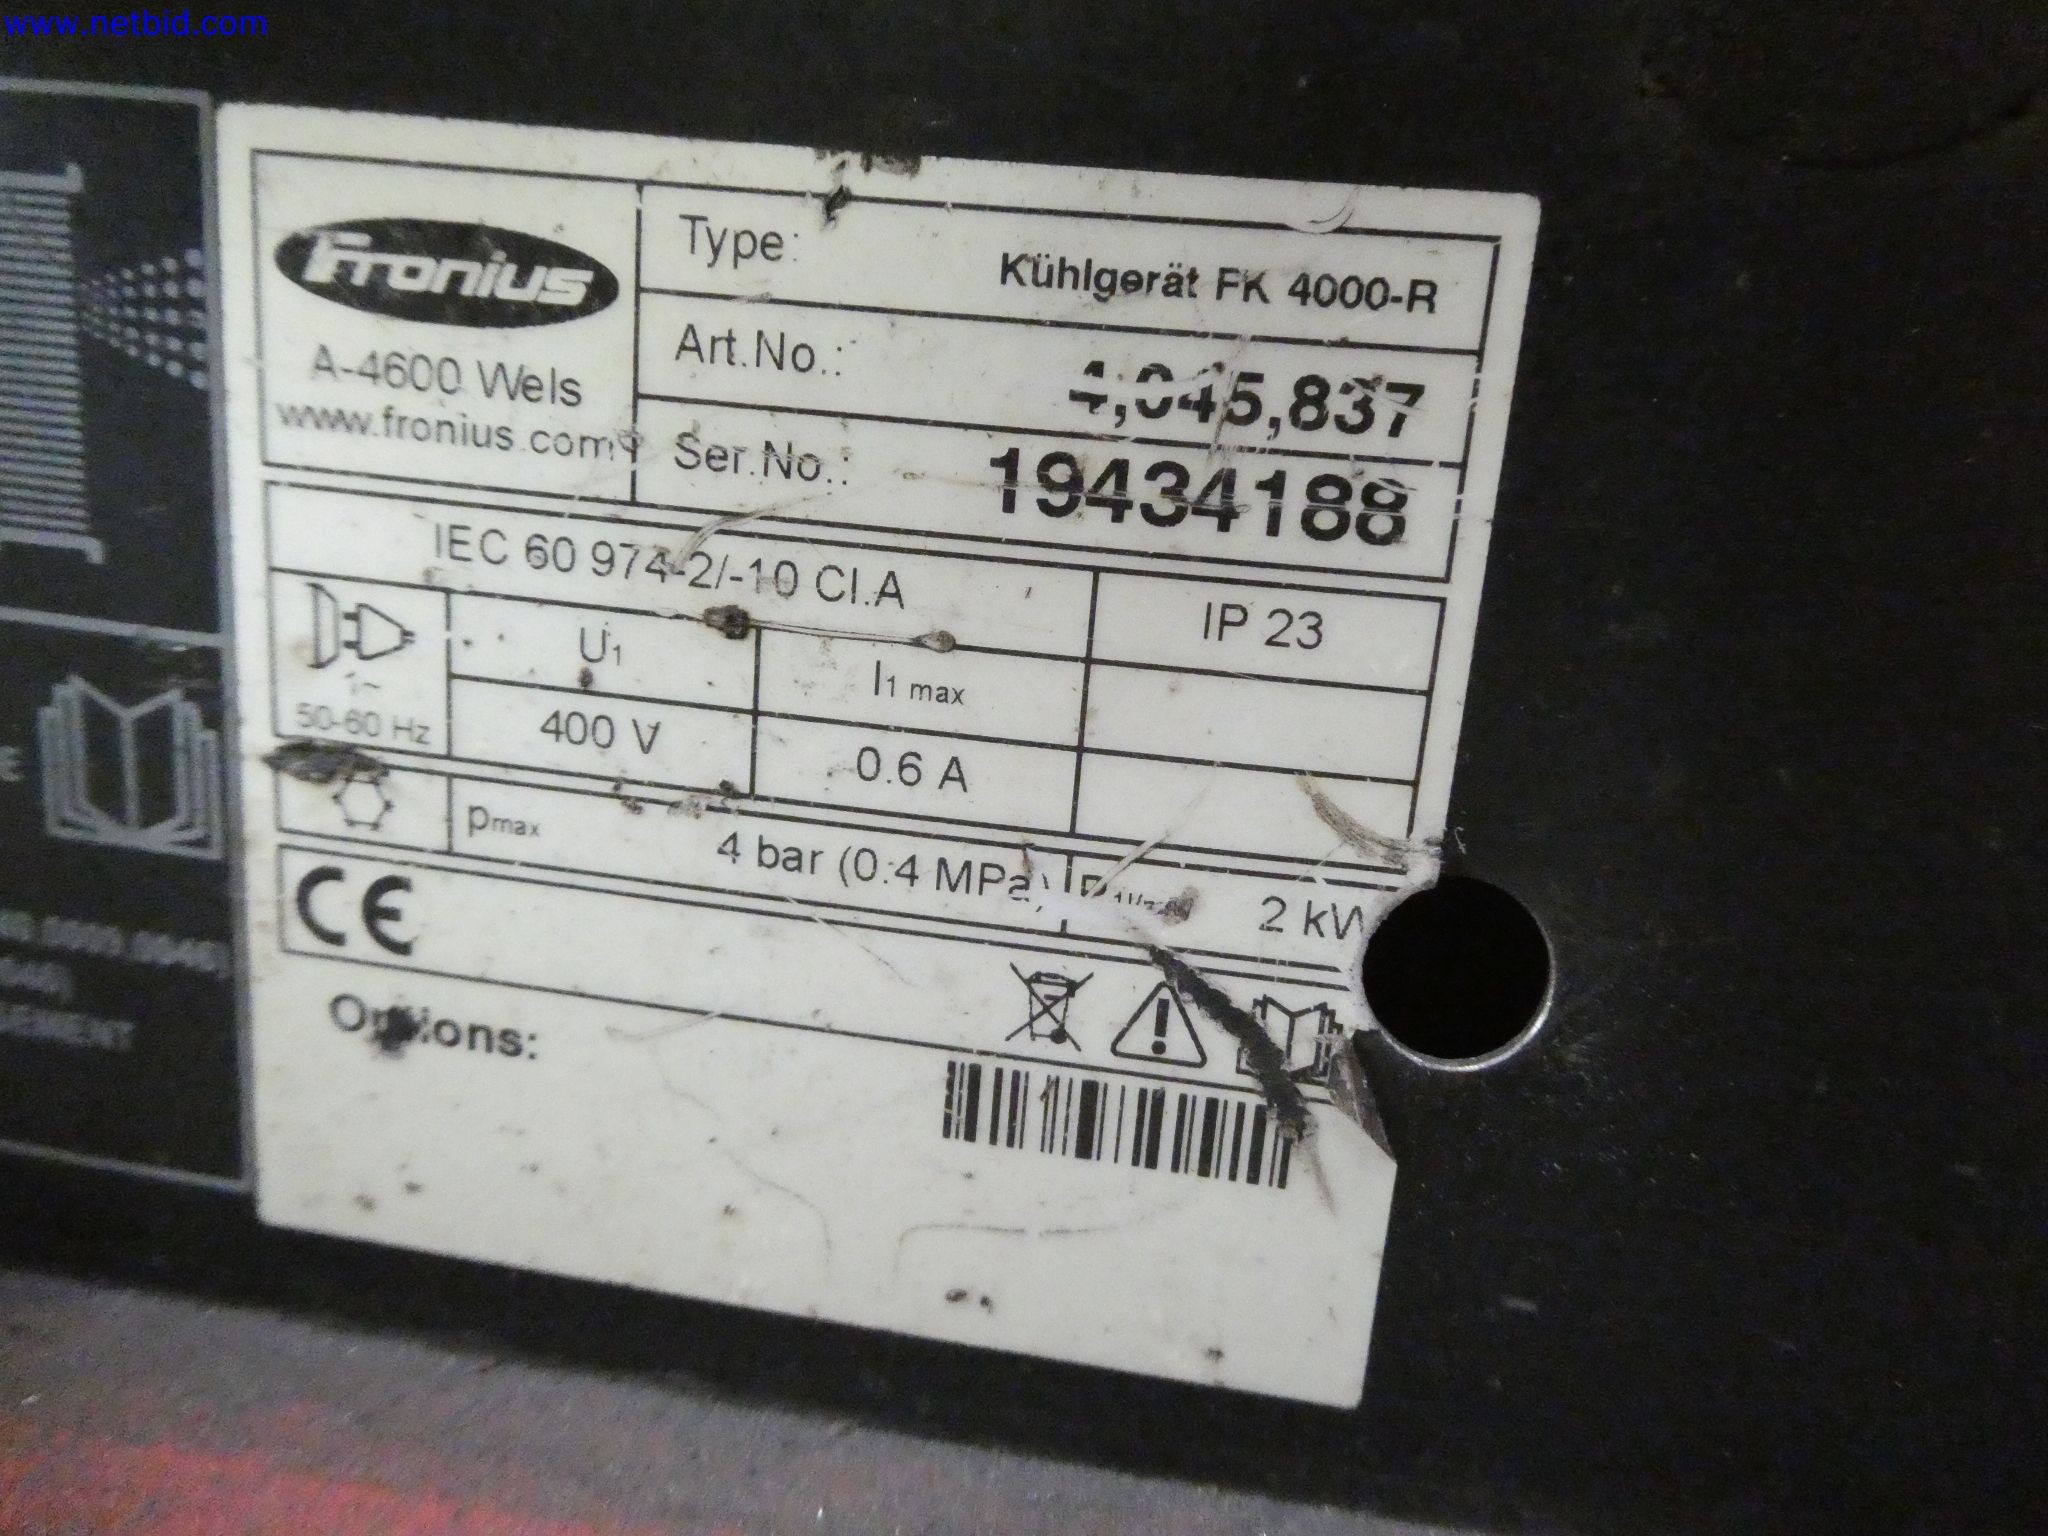 www.netbid.com
Fronius
A-4600 Wels
www.fronius.com
Type: Kühlgerät FK 4000-R
Art.No.: 4,045,837
Ser.No.: 19434188
IEC 60 974-2/-10 Cl.A
IP 23
1~
50-60 Hz
U1
I1 max
400 V
0.6 A
pmax 4 bar (0.4 MPa)
2 kW
CE
Options: